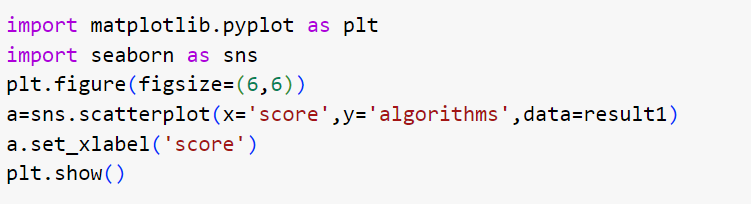 import matplotlib.pyplot as plt
import seaborn as sns
plt.figure(figsize=(6,6))
a=sns.scatterplot(x='score',y='algorithms',data=result1)
a.set_xlabel('score')
plt.show()